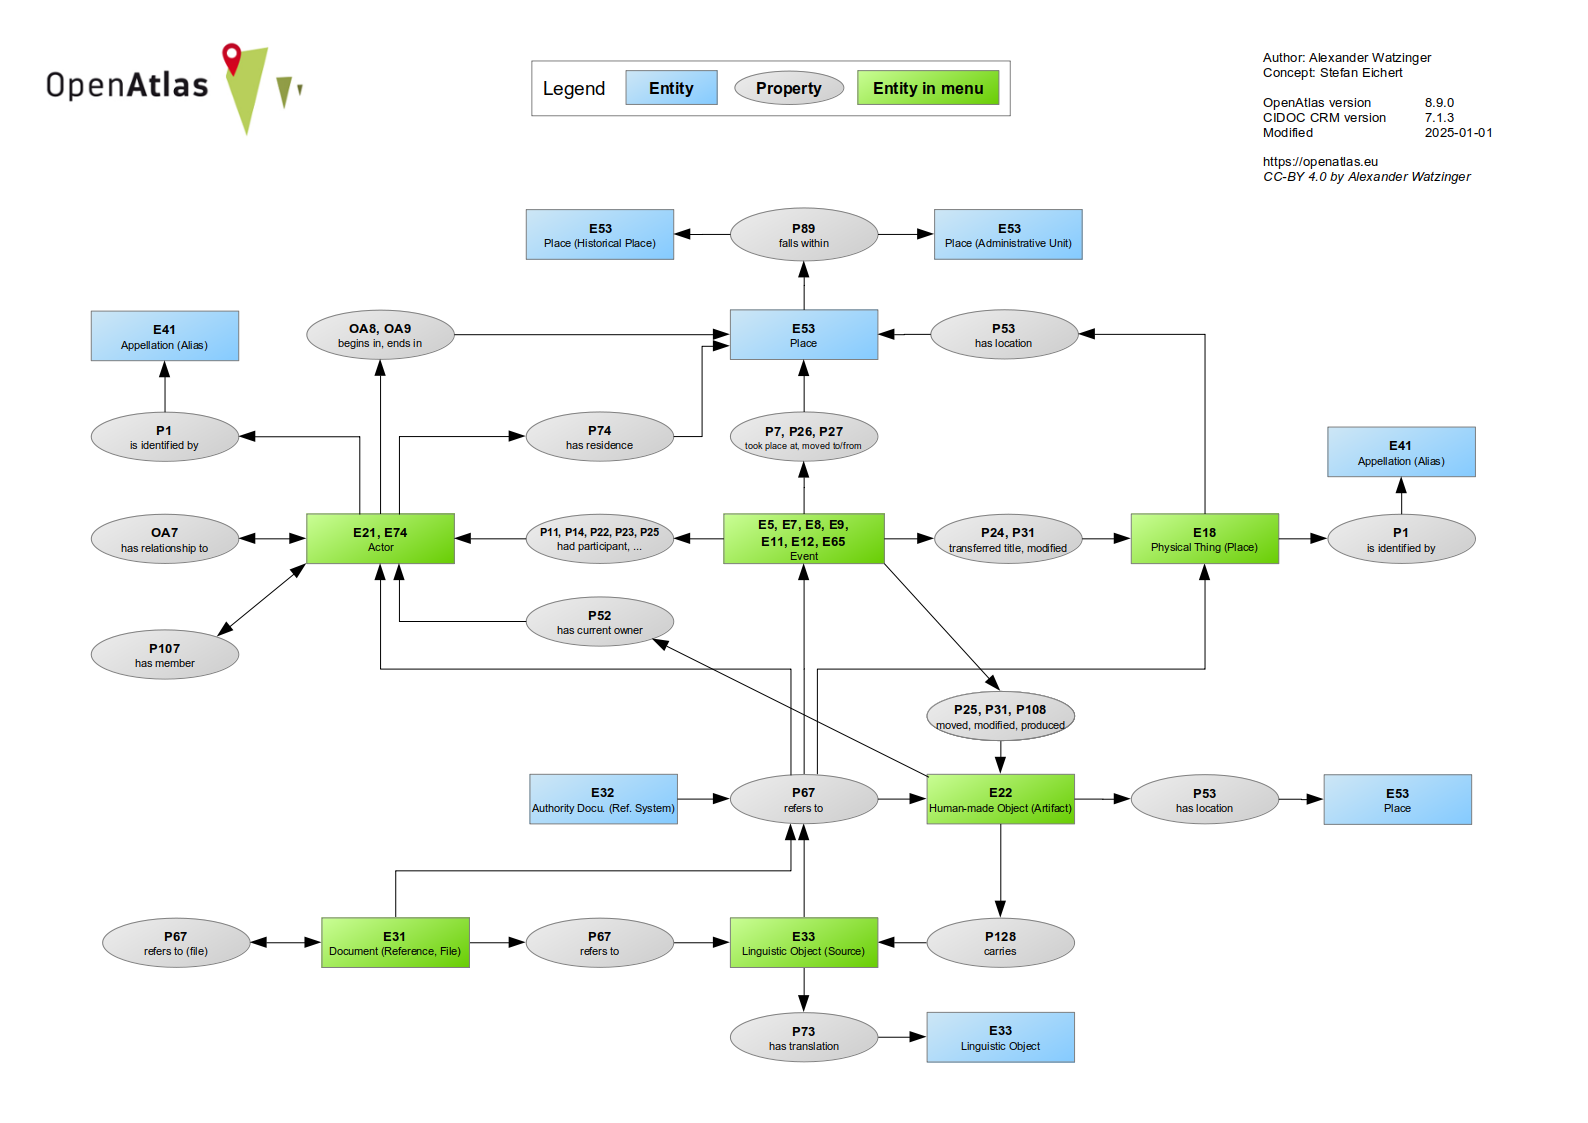 OpenAtlas
Legend
Entity
Property
Entity in menu
Author: Alexander Watzinger
Concept: Stefan Eichert
OpenAtlas version 8.9.0
CIDOC CRM version 7.1.3
Modified 2025-01-01
https://openatlas.eu
CC-BY 4.0 by Alexander Watzinger
E53
Place (Historical Place)
P89
falls within
E53
Place (Administrative Unit)
E41
Appellation (Alias)
OA8, OA9
begins in, ends in
E53
Place
P53
has location
P1
is identified by
P74
has residence
P7, P26, P27
took place at, moved to/from
E41
Appellation (Alias)
OA7
has relationship to
E21, E74
Actor
P11, P14, P22, P23, P25
had participant, ...
E5, E7, E8, E9,
E11, E12, E65
Event
P24, P31
transferred title, modified
E18
Physical Thing (Place)
P1
is identified by
P52
has current owner
P107
has member
P25, P31, P108
moved, modified, produced
E32
Authority Docu. (Ref. System)
P67
refers to
E22
Human-made Object (Artifact)
P53
has location
E53
Place
P67
refers to (file)
E31
Document (Reference, File)
P67
refers to
E33
Linguistic Object (Source)
P128
carries
P73
has translation
E33
Linguistic Object